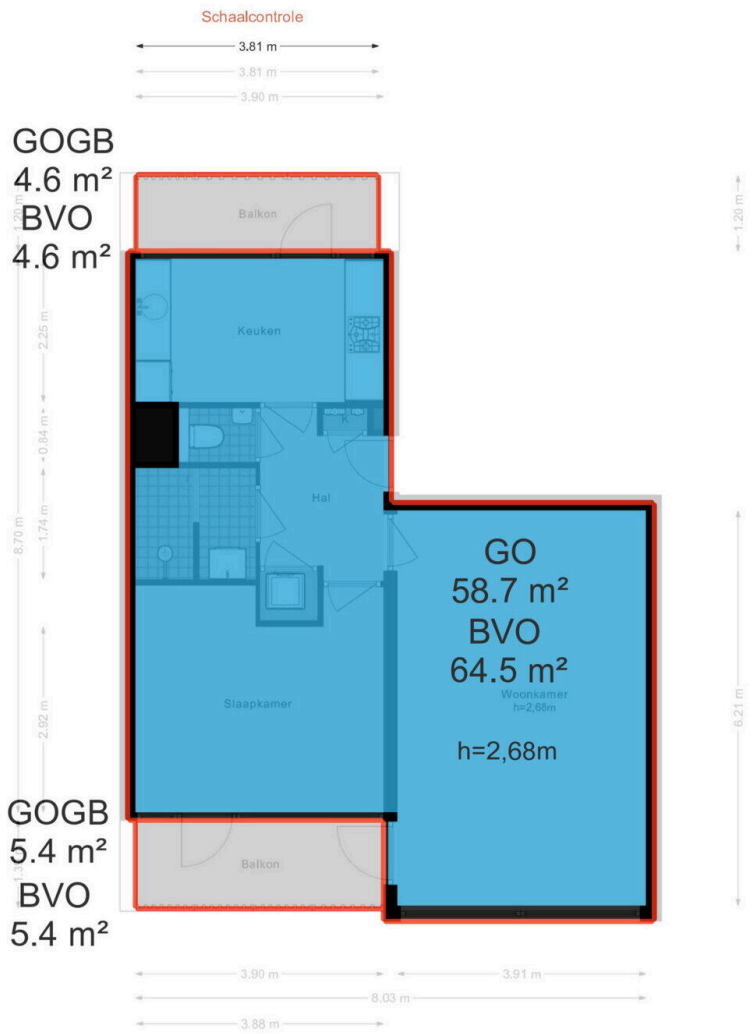 Schaalcontrole
3.81 m
3.81 m
3.90 m
GOGB
4.6 m²
BVO
4.6 m²
1.20 m
1.20 m
Balkon
Keuken
2.25 m
K
0.84 m
Hal
1.74 m
8.70 m
GO
58.7 m²
BVO
64.5 m²
Woonkamer
h=2,68m
h=2,68m
6.21 m
Slaapkamer
2.92 m
GOGB
5.4 m²
BVO
5.4 m²
Balkon
3.90 m
3.91 m
8.03 m
3.88 m